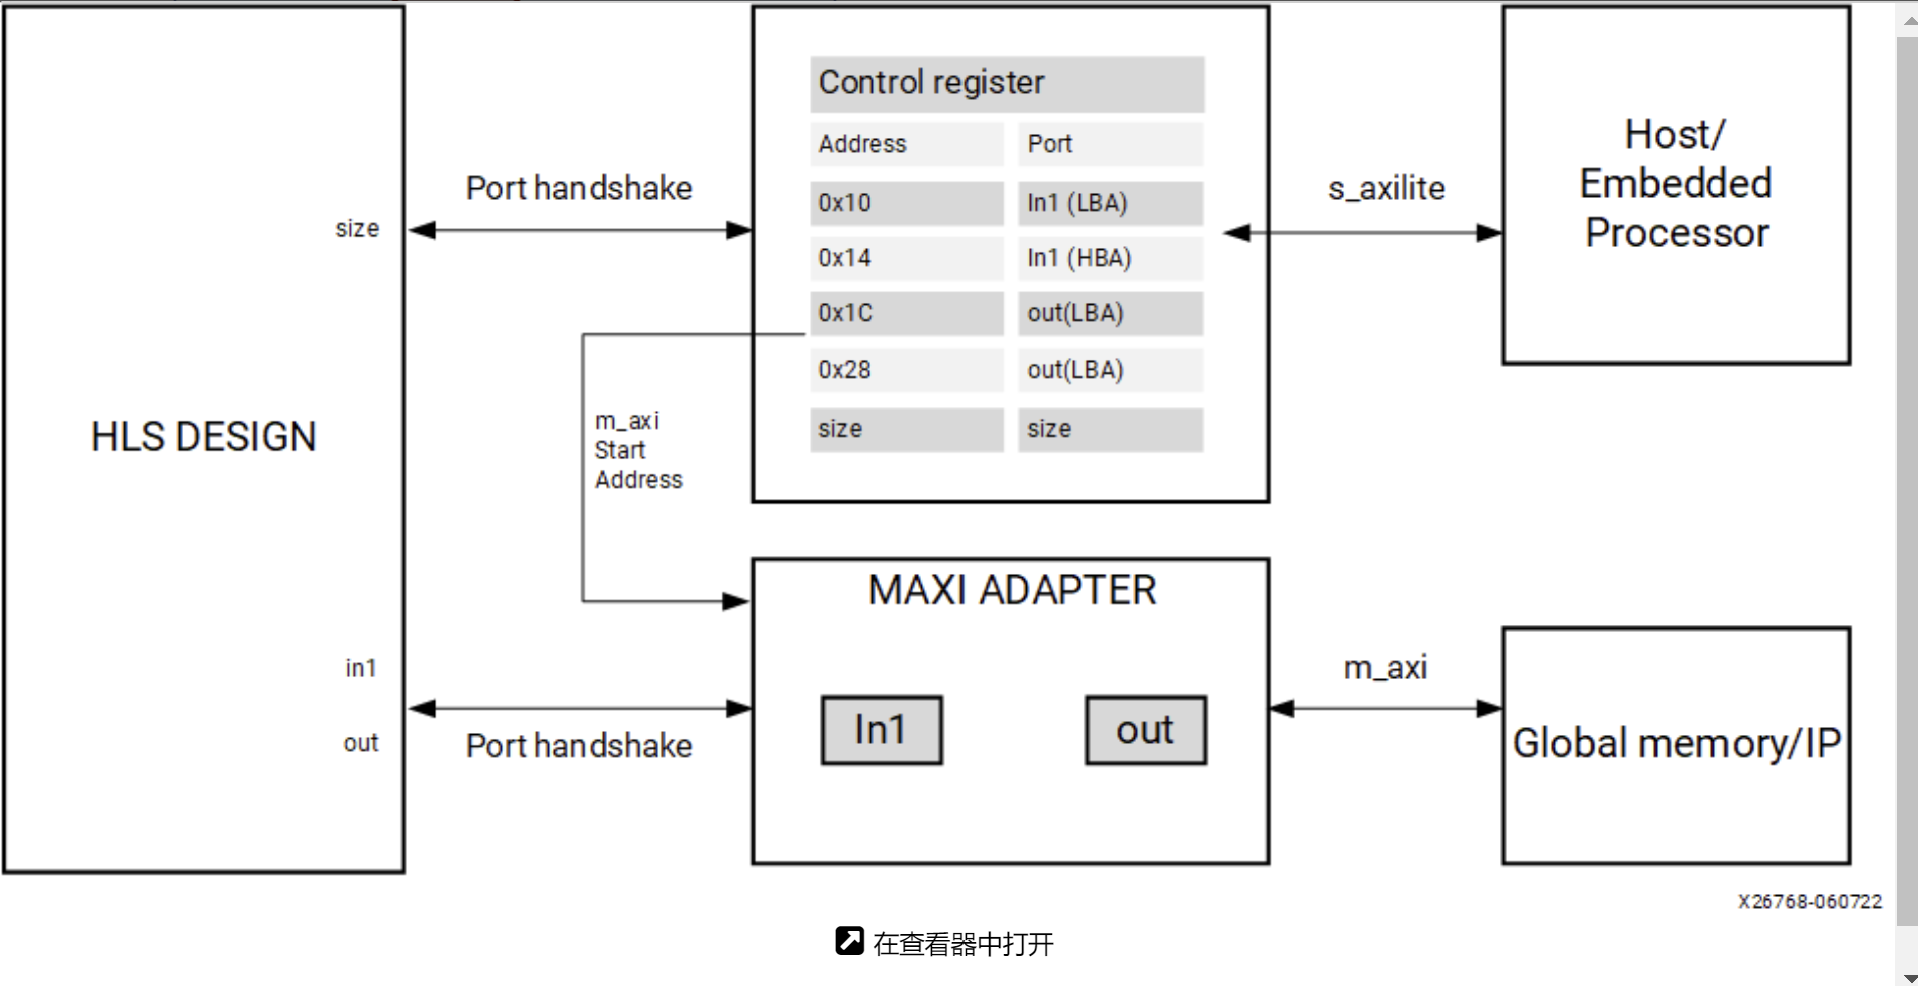 Control register
Address Port
0x10 In1 (LBA)
0x14 In1 (HBA)
0x1C out(LBA)
0x28 out(LBA)
size size
Host/
Embedded
Processor
Port handshake
s_axilite
size
HLS DESIGN
m_axi
Start
Address
MAXI ADAPTER
In1 out
in1
out
Port handshake
m_axi
Global memory/IP
X26768-060722
在查看器中打开